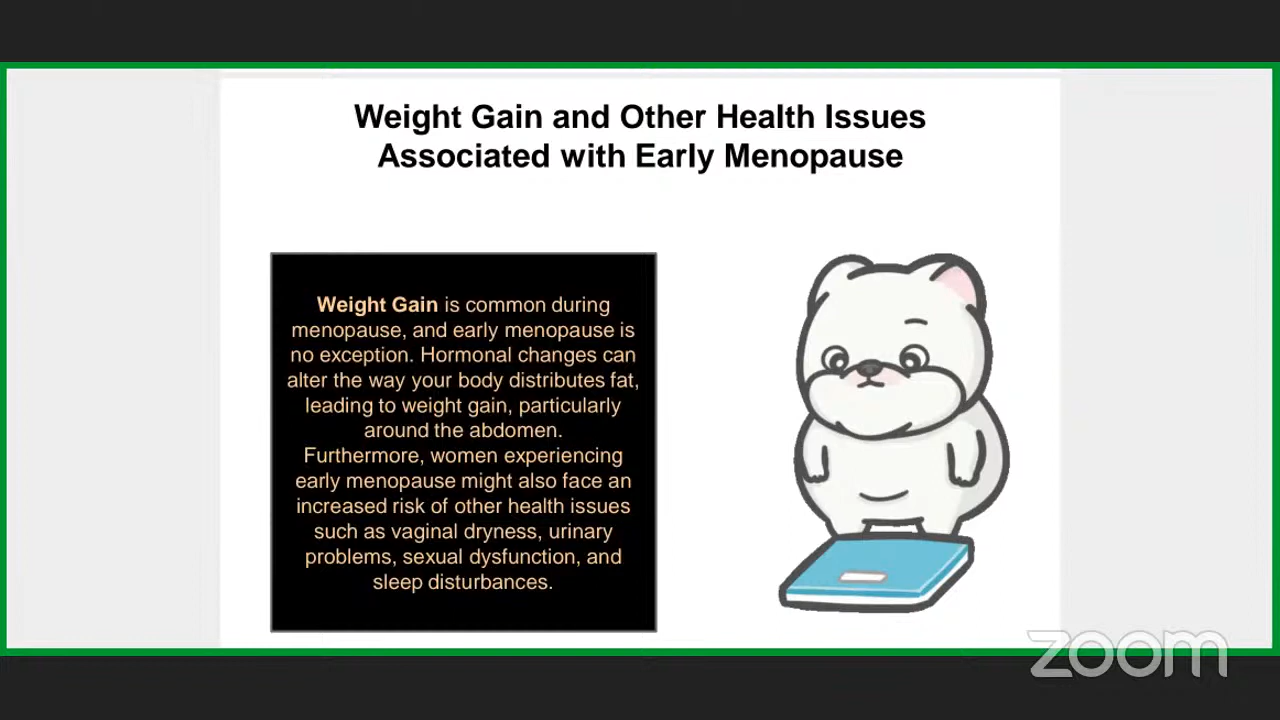 Weight Gain and Other Health Issues
Associated with Early Menopause
Weight Gain is common during
menopause, and early menopause is
no exception. Hormonal changes can
alter the way your body distributes fat,
leading to weight gain, particularly
around the abdomen.
Furthermore, women experiencing
early menopause might also face an
increased risk of other health issues
such as vaginal dryness, urinary
problems, sexual dysfunction, and
sleep disturbances.
zoom